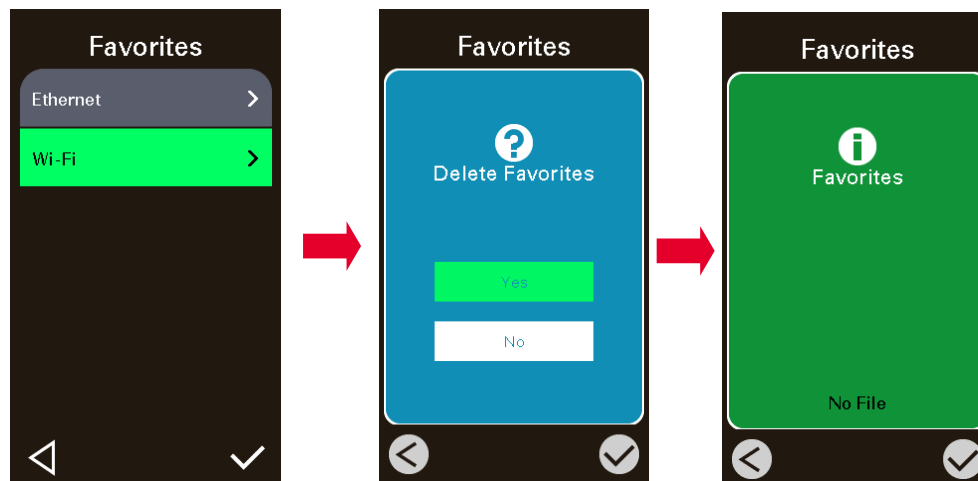 Favorites
Ethernet
Wi-Fi
Favorites
Delete Favorites
Yes
No
Favorites
Favorites
No File